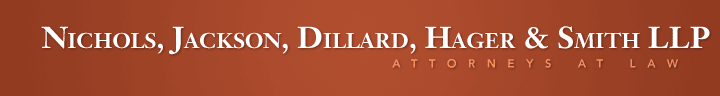 Nichols, Jackson, Dillard, Hager & Smith LLP
ATTORNEYS AT LAW